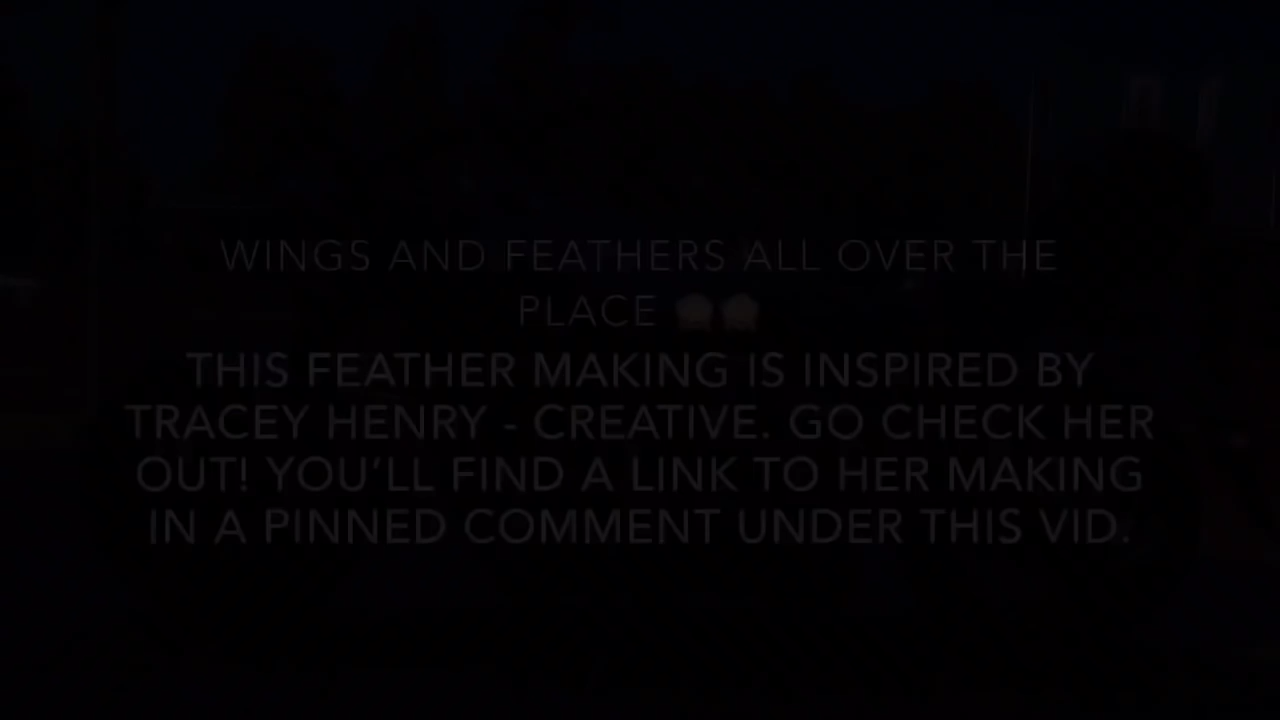 WINGS AND FEATHERS ALL OVER THE
PLACE
THIS FEATHER MAKING IS INSPIRED BY
TRACEY HENRY - CREATIVE. GO CHECK HER
OUT! YOU'LL FIND A LINK TO HER MAKING
IN A PINNED COMMENT UNDER THIS VID.